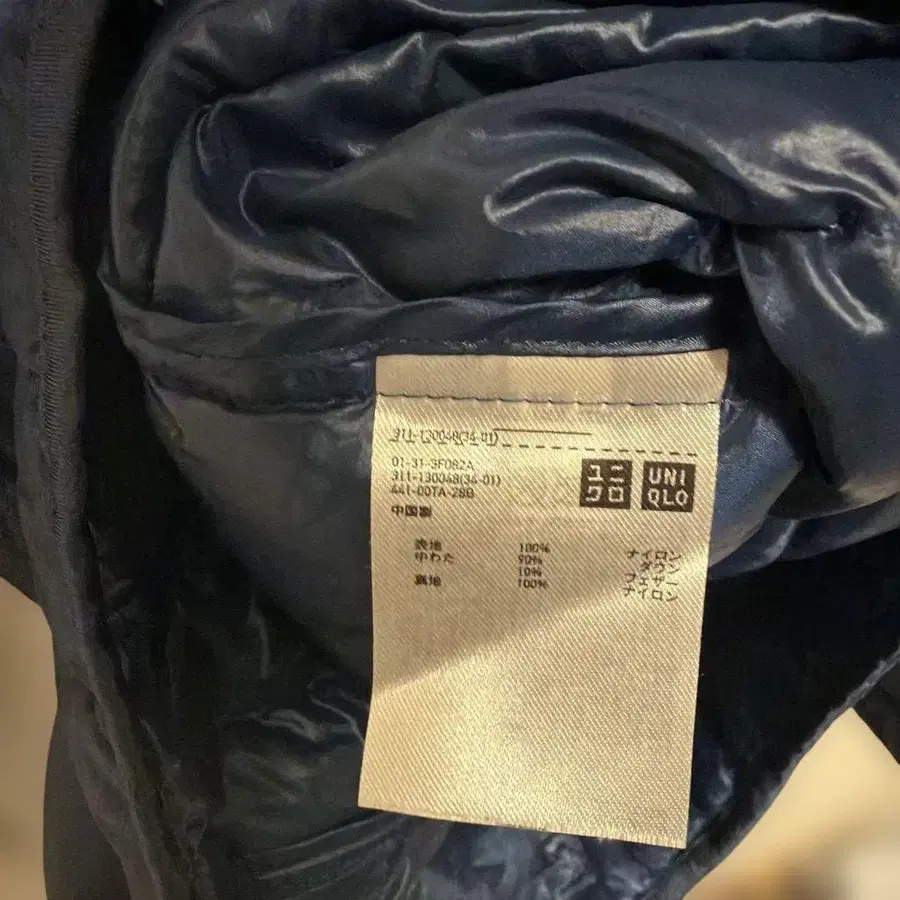 311-130048(34-01)
01-31-3F082A
311-130048(34-01)
441-00TA-28B
中国製
ユニ
クロ
UNI
QLO
表地 100% ナイロン
中わた 90% ダウン
10% フェザー
裏地 100% ナイロン